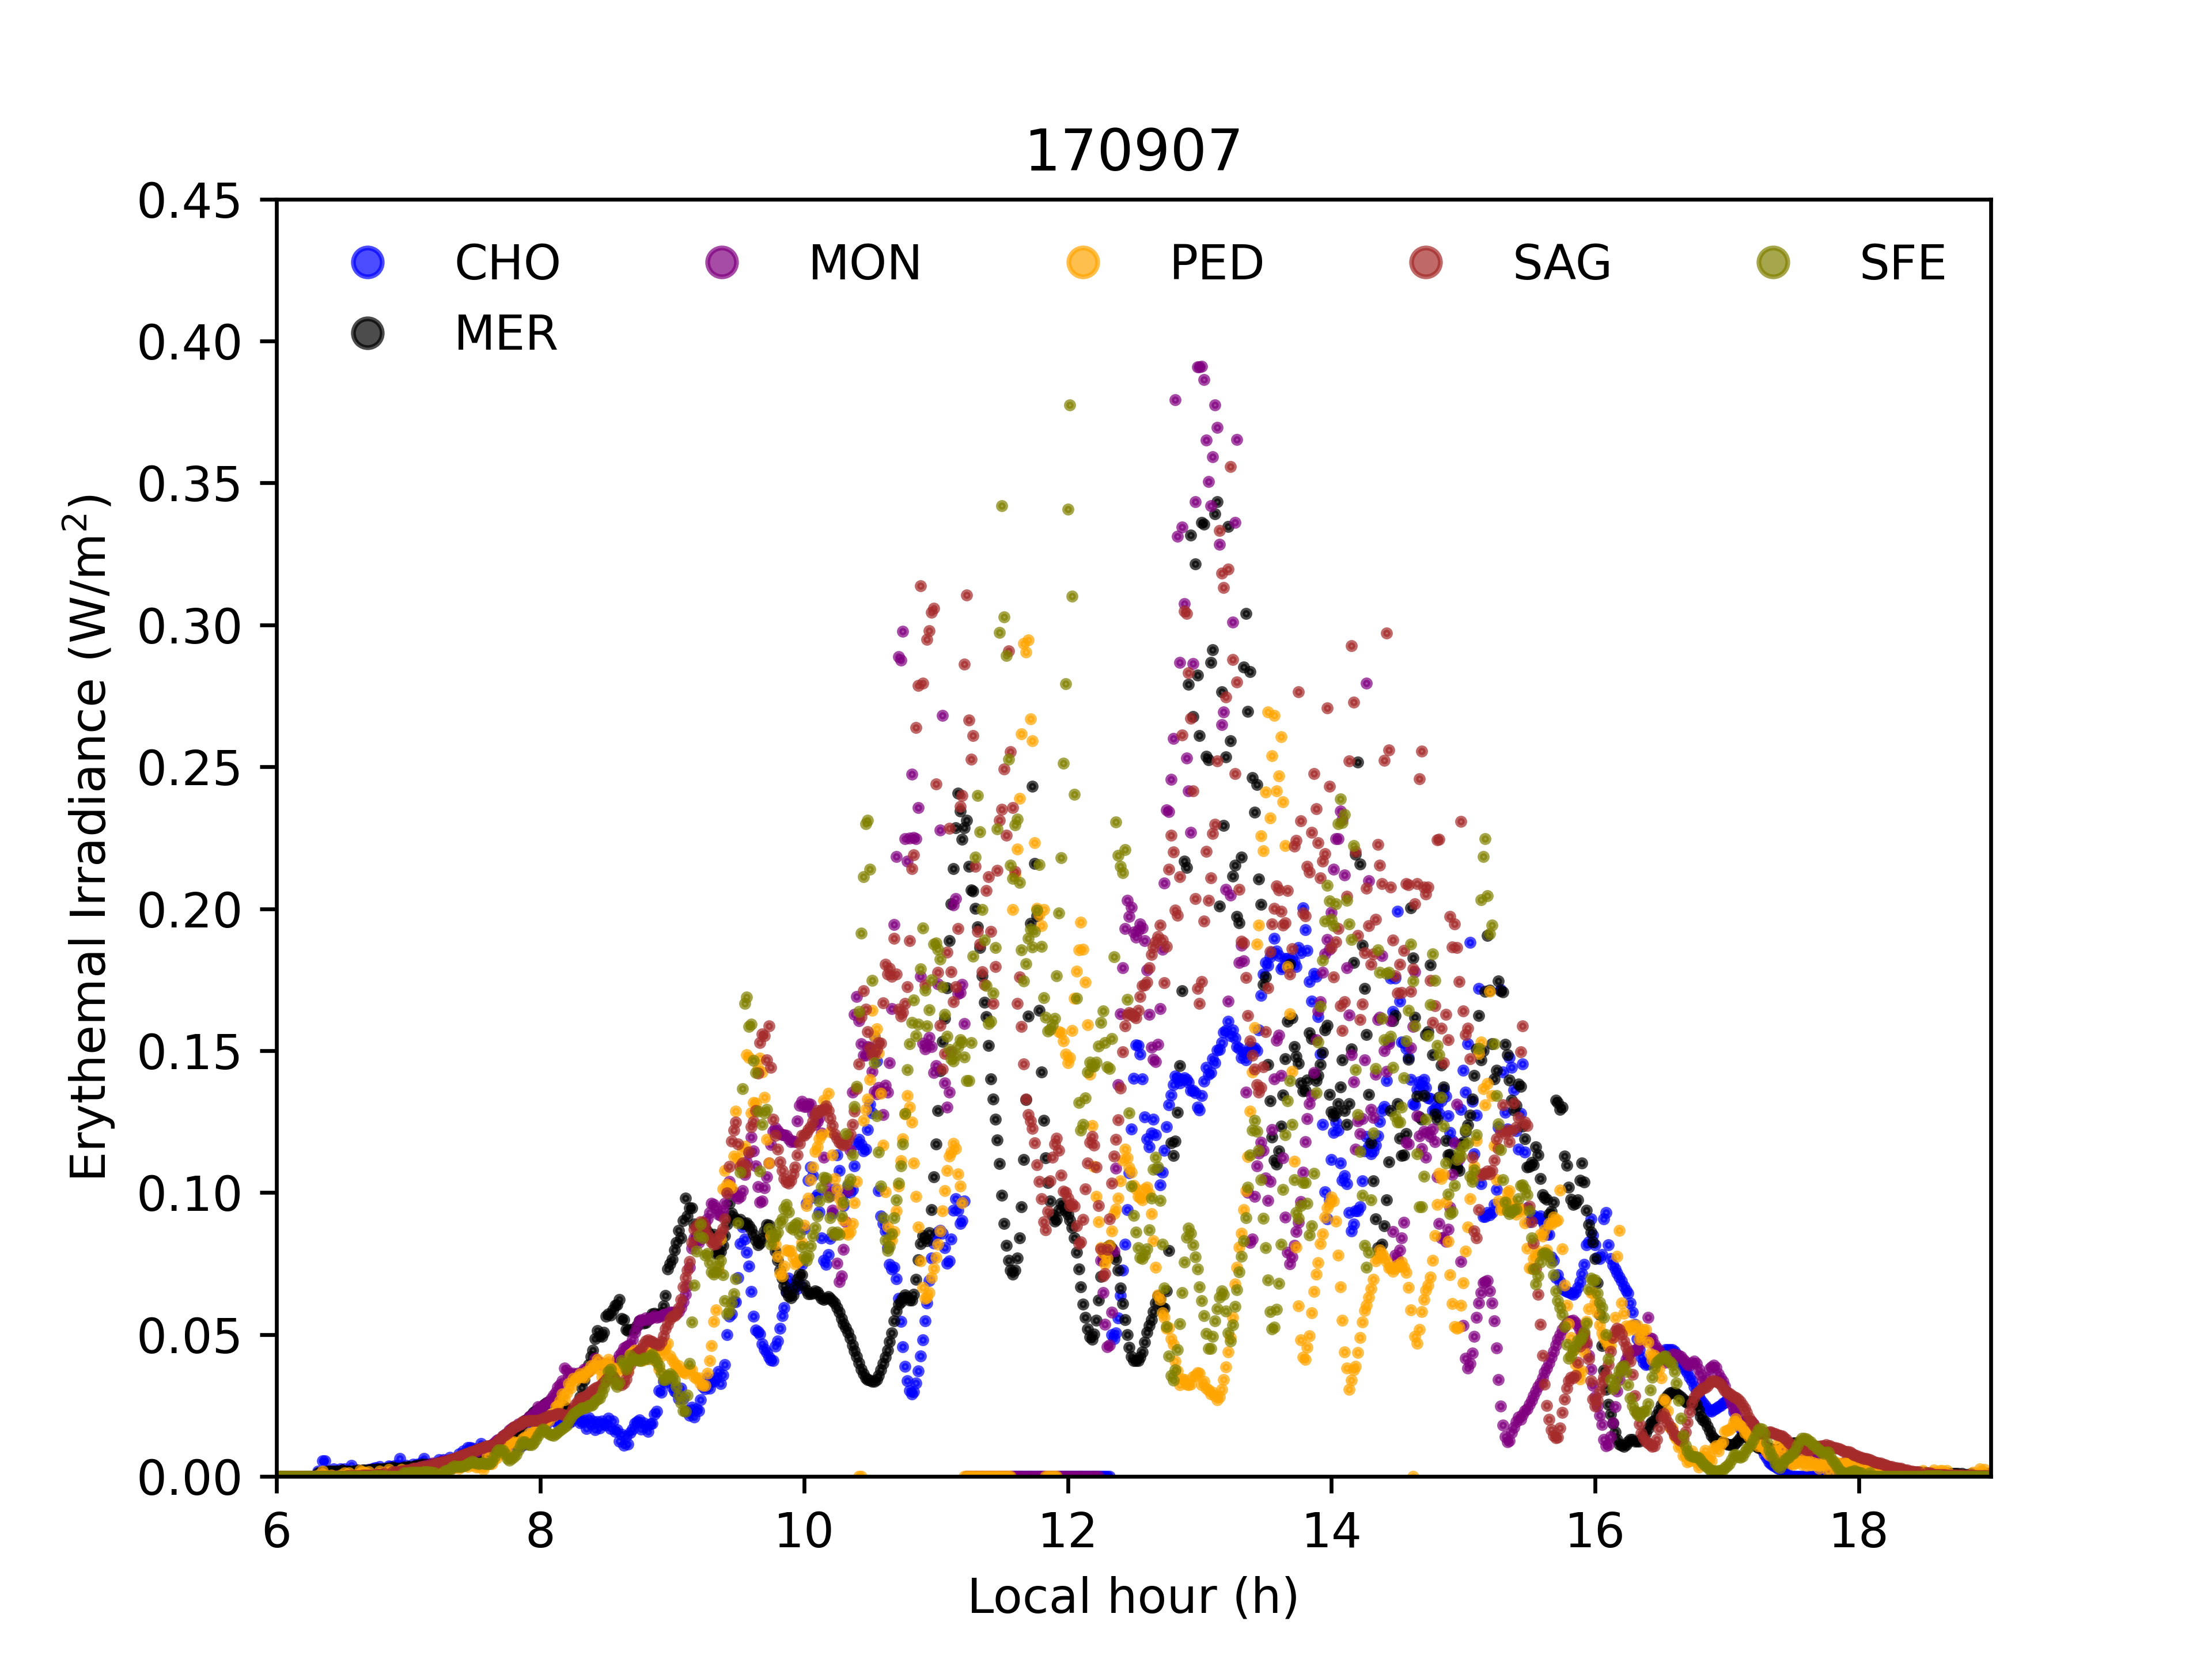 170907
0.45
0.40
0.35
0.30
0.25
0.20
0.15
0.10
0.05
0.00
Erythemal Irradiance (W/m²)
CHO MON PED SAG SFE
MER
6 8 10 12 14 16 18
Local hour (h)